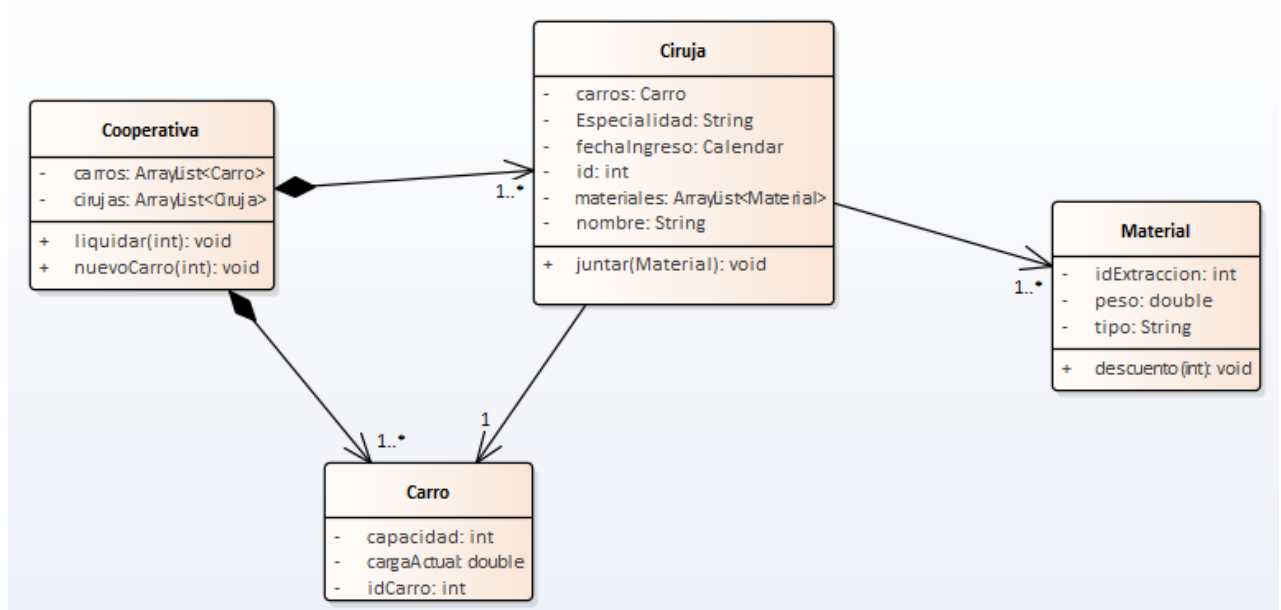 Cooperativa
- carros: ArrayList<Carro>
- cirujas: ArrayList<Ciruja>
+ liquidar(int): void
+ nuevoCarro(int): void
1..*
Ciruja
- carros: Carro
- Especialidad: String
- fechaIngreso: Calendar
- id: int
- materiales: ArrayList<Material>
- nombre: String
+ juntar(Material): void
1..*
Material
- idExtraccion: int
- peso: double
- tipo: String
+ descuento(int): void
1..*
1
Carro
- capacidad: int
- cargaActual: double
- idCarro: int